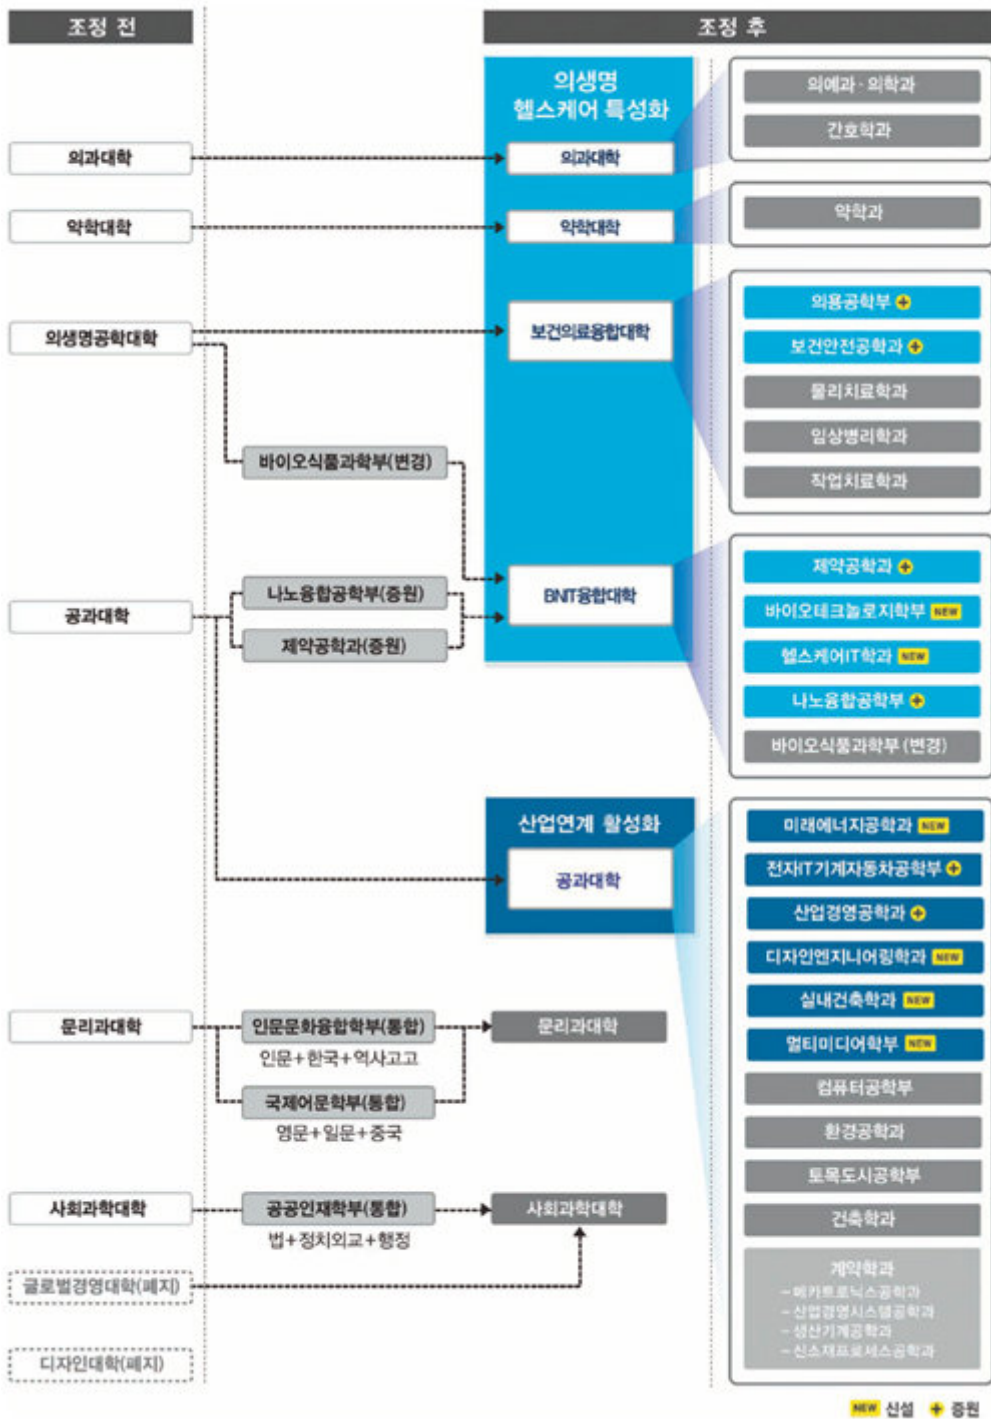 조정 전
조정 후
의생명
헬스케어 특성화
의과대학
의과대학
의예과·의학과
간호학과
약학대학
약학대학
약학과
의생명공학대학
바이오식품과학부(변경)
보건의료융합대학
의용공학부 +
보건안전공학과 +
물리치료학과
임상병리학과
작업치료학과
공과대학
나노융합공학부(증원)
제약공학과(증원)
BNIT융합대학
제약공학과 +
바이오테크놀로지학부 NEW
헬스케어IT학과 NEW
나노융합공학부 +
바이오식품과학부 (변경)
산업연계 활성화
공과대학
미래에너지공학과 NEW
전자IT기계자동차공학부 +
산업경영공학과 +
디자인엔지니어링학과 NEW
실내건축학과 NEW
멀티미디어학부 NEW
컴퓨터공학부
환경공학과
토목도시공학부
건축학과
계약학과
- 메카트로닉스공학과
- 산업경영시스템공학과
- 생산기계공학과
- 신소재프로세스공학과
문리과대학
인문문화융합학부(통합)
인문+한국+역사고고
국제어문학부(통합)
영문+일문+중국
문리과대학
사회과학대학
공공인재학부(통합)
법+정치외교+행정
사회과학대학
글로벌경영대학(폐지)
디자인대학(폐지)
NEW 신설 + 증원